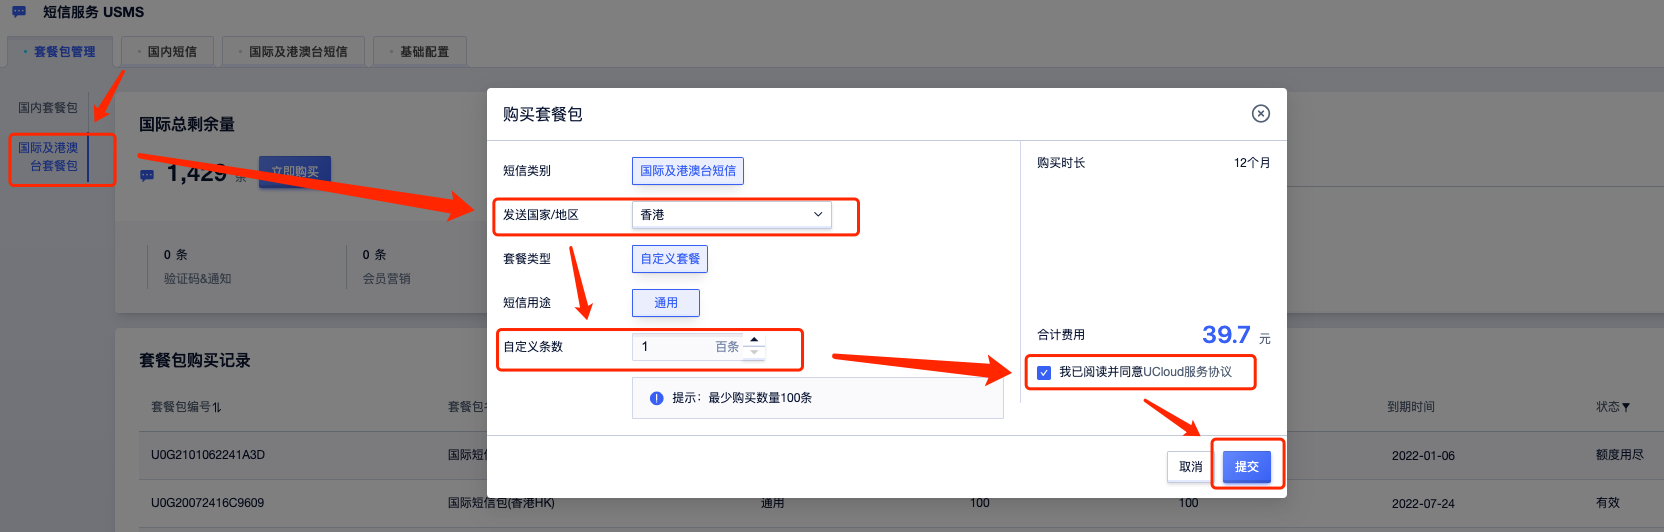 短信服务 USMS
套餐包管理
国内短信
国际及港澳台短信
基础配置
国内套餐包
国际及港澳
台套餐包
国际总剩余量
1,429 条
立即购买
0 条
验证码&通知
0 条
会员营销
购买套餐包
短信类别
国际及港澳台短信
发送国家/地区
香港
套餐类型
自定义套餐
短信用途
通用
自定义条数
1 百条
提示：最少购买数量100条
购买时长
12个月
合计费用
39.7 元
我已阅读并同意UCloud服务协议
取消
提交
套餐包购买记录
套餐包编号
套餐包
到期时间
状态
U0G2101062241A3D
国际短信
2022-01-06
额度用尽
U0G20072416C9609
国际短信包(香港HK)
通用
100
100
2022-07-24
有效